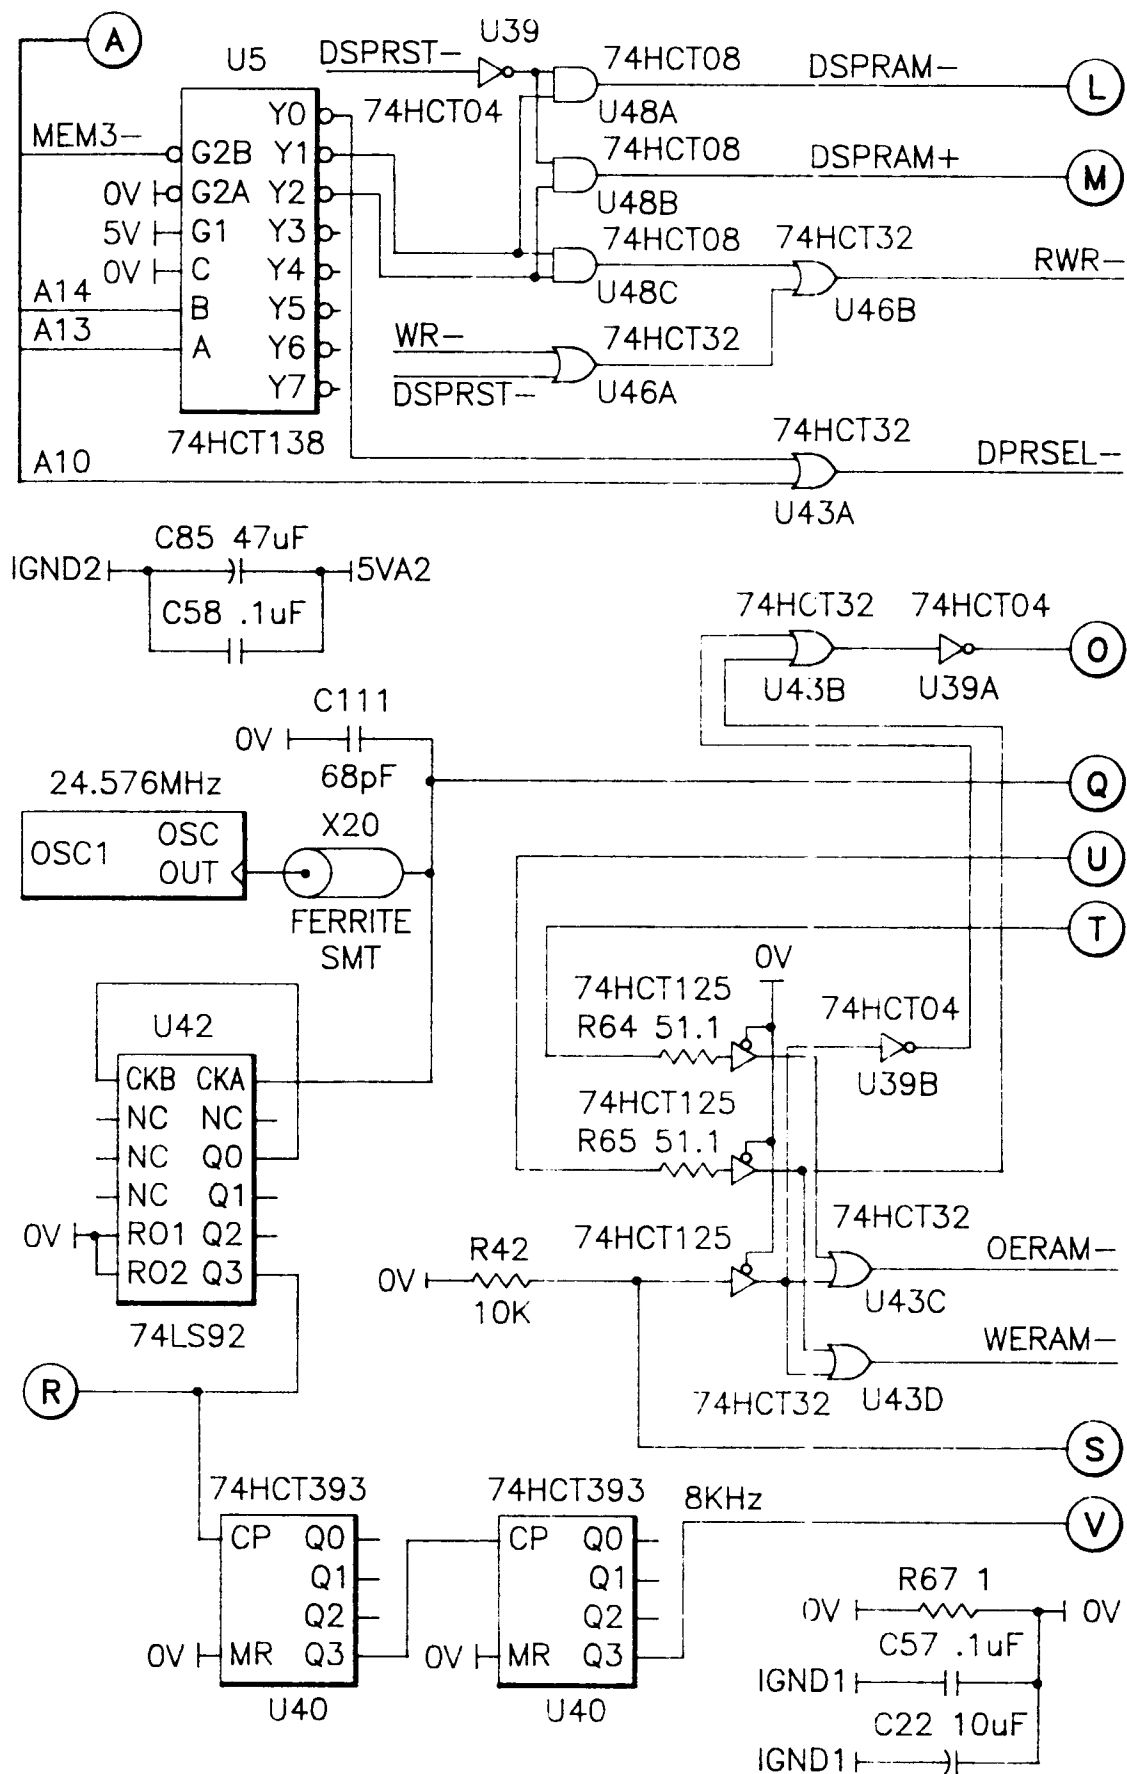 A
U5
DSPRST-
U39
74HCT04
74HCT08
U48A
DSPRAM-
L
MEM3-
0V
5V
0V
A14
A13
G2B
G2A
G1
C
B
A
Y0
Y1
Y2
Y3
Y4
Y5
Y6
Y7
74HCT138
74HCT08
U48B
DSPRAM+
M
74HCT08
U48C
74HCT32
U46B
RWR-
WR-
DSPRST-
74HCT32
U46A
A10
74HCT32
U43A
DPRSEL-
C85 47uF
IGND2
5VA2
C58 .1uF
74HCT32
U43B
74HCT04
U39A
O
C111
0V
68pF
Q
24.576MHz
OSC1
OSC
OUT
X20
FERRITE
SMT
U
T
0V
74HCT125
R64 51.1
74HCT04
U39B
74HCT125
R65 51.1
U42
CKB CKA
NC NC
NC Q0
NC Q1
0V
RO1 Q2
RO2 Q3
74LS92
0V
R42
10K
74HCT125
74HCT32
U43C
OERAM-
74HCT32
U43D
WERAM-
R
S
74HCT393
CP Q0
Q1
Q2
0V
MR Q3
U40
74HCT393
CP Q0
Q1
Q2
0V
MR Q3
U40
8KHz
V
R67 1
0V
0V
C57 .1uF
IGND1
C22 10uF
IGND1